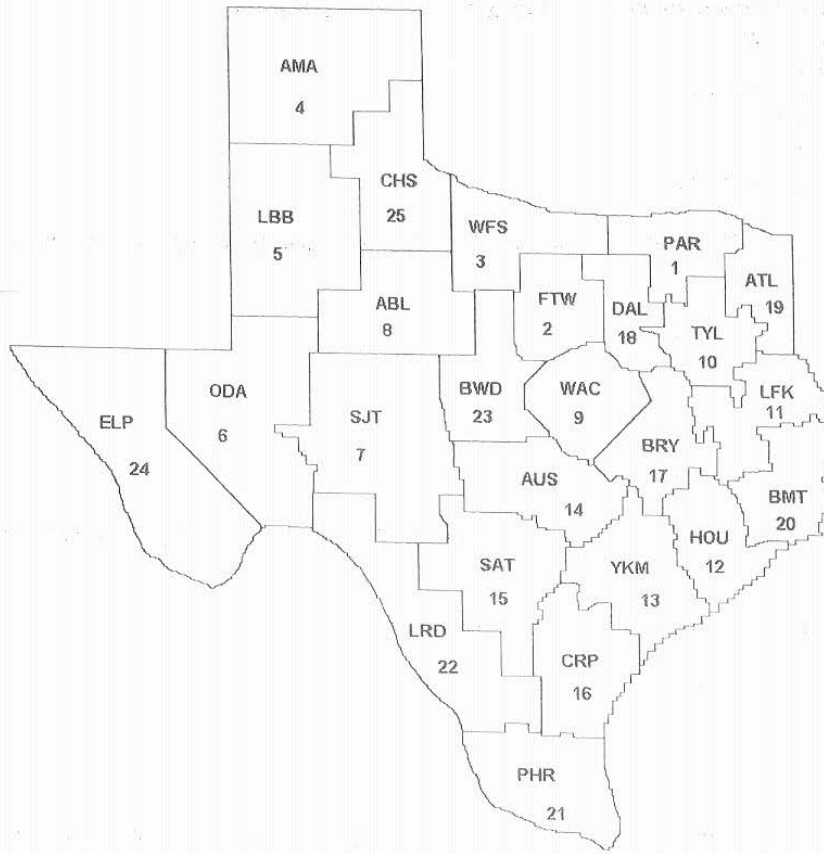 AMA
4
CHS
25
LBB
5
WFS
3
PAR
1
ATL
19
FTW
2
DAL
18
TYL
10
ABL
8
ODA
6
ELP
24
SJT
7
BWD
23
WAC
9
LFK
11
BRY
17
AUS
14
BMT
20
HOU
12
SAT
15
YKM
13
LRD
22
CRP
16
PHR
21